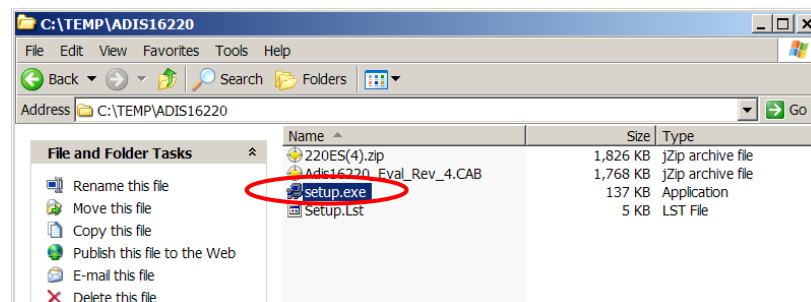 C:\TEMP\ADIS16220
File Edit View Favorites Tools Help
Back Search Folders
Address C:\TEMP\ADIS16220 Go
Name Size Type
File and Folder Tasks
220ES(4).zip 1,826 KB jZip archive file
Adis16220_Eval_Rev_4.CAB 1,768 KB jZip archive file
Rename this file
setup.exe 137 KB Application
Move this file
Setup.Lst 5 KB LST File
Copy this file
Publish this file to the Web
E-mail this file
Delete this file